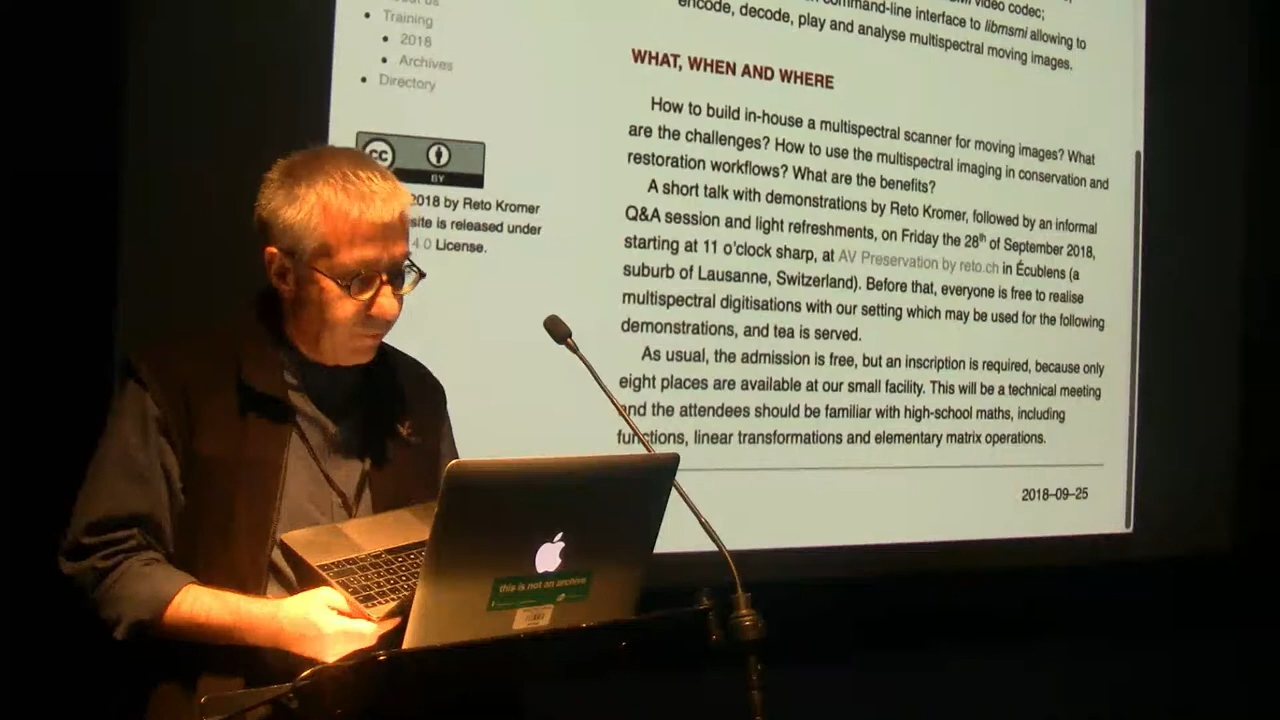 Training
2018
Archives
Directory
CC
BY
2018 by Reto Kromer
site is released under
4.0 License.
video codec;
command-line interface to libmsmi allowing to
encode, decode, play and analyse multispectral moving images.
WHAT, WHEN AND WHERE
How to build in-house a multispectral scanner for moving images? What
are the challenges? How to use the multispectral imaging in conservation and
restoration workflows? What are the benefits?
A short talk with demonstrations by Reto Kromer, followed by an informal
Q&A session and light refreshments, on Friday the 28th of September 2018,
starting at 11 o'clock sharp, at AV Preservation by reto.ch in Écublens (a
suburb of Lausanne, Switzerland). Before that, everyone is free to realise
multispectral digitisations with our setting which may be used for the following
demonstrations, and tea is served.
As usual, the admission is free, but an inscription is required, because only
eight places are available at our small facility. This will be a technical meeting
and the attendees should be familiar with high-school maths, including
functions, linear transformations and elementary matrix operations.
2018–09–25
this is not an archive